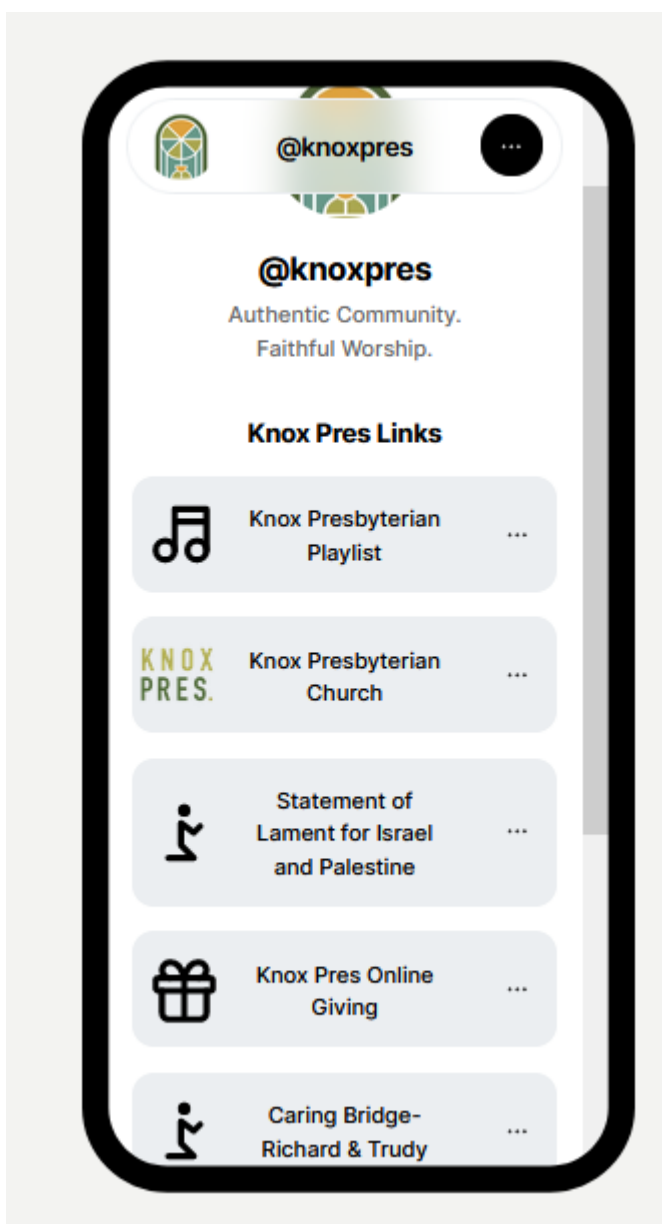 @knoxpres
@knoxpres
Authentic Community.
Faithful Worship.
Knox Pres Links
Knox Presbyterian
Playlist
KNOX
PRES.
Knox Presbyterian
Church
Statement of
Lament for Israel
and Palestine
Knox Pres Online
Giving
Caring Bridge-
Richard & Trudy